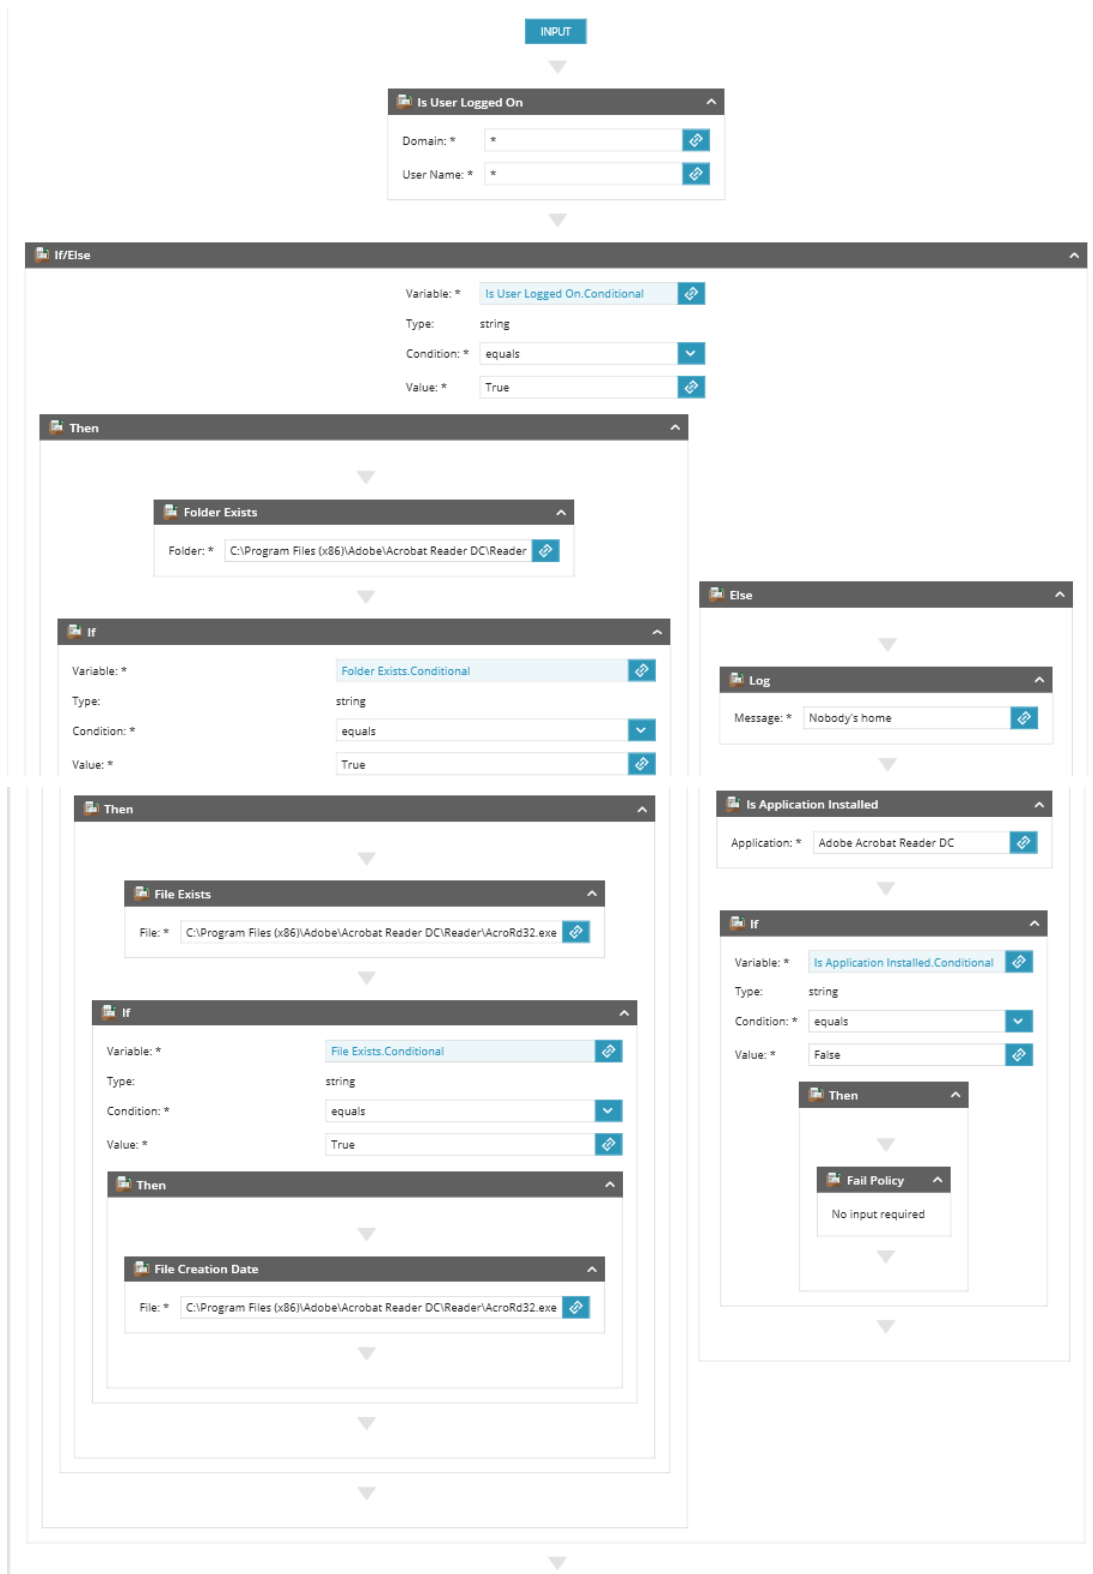 INPUT
Is User Logged On
Domain: * *
User Name: * *
If/Else
Variable: * Is User Logged On.Conditional
Type: string
Condition: * equals
Value: * True
Then
Folder Exists
Folder: * C:\Program Files (x86)\Adobe\Acrobat Reader DC\Reader
If
Variable: * Folder Exists.Conditional
Type: string
Condition: * equals
Value: * True
Then
File Exists
File: * C:\Program Files (x86)\Adobe\Acrobat Reader DC\Reader\AcroRd32.exe
If
Variable: * File Exists.Conditional
Type: string
Condition: * equals
Value: * True
Then
File Creation Date
File: * C:\Program Files (x86)\Adobe\Acrobat Reader DC\Reader\AcroRd32.exe
Else
Log
Message: * Nobody's home
Is Application Installed
Application: * Adobe Acrobat Reader DC
If
Variable: * Is Application Installed.Conditional
Type: string
Condition: * equals
Value: * False
Then
Fail Policy
No input required